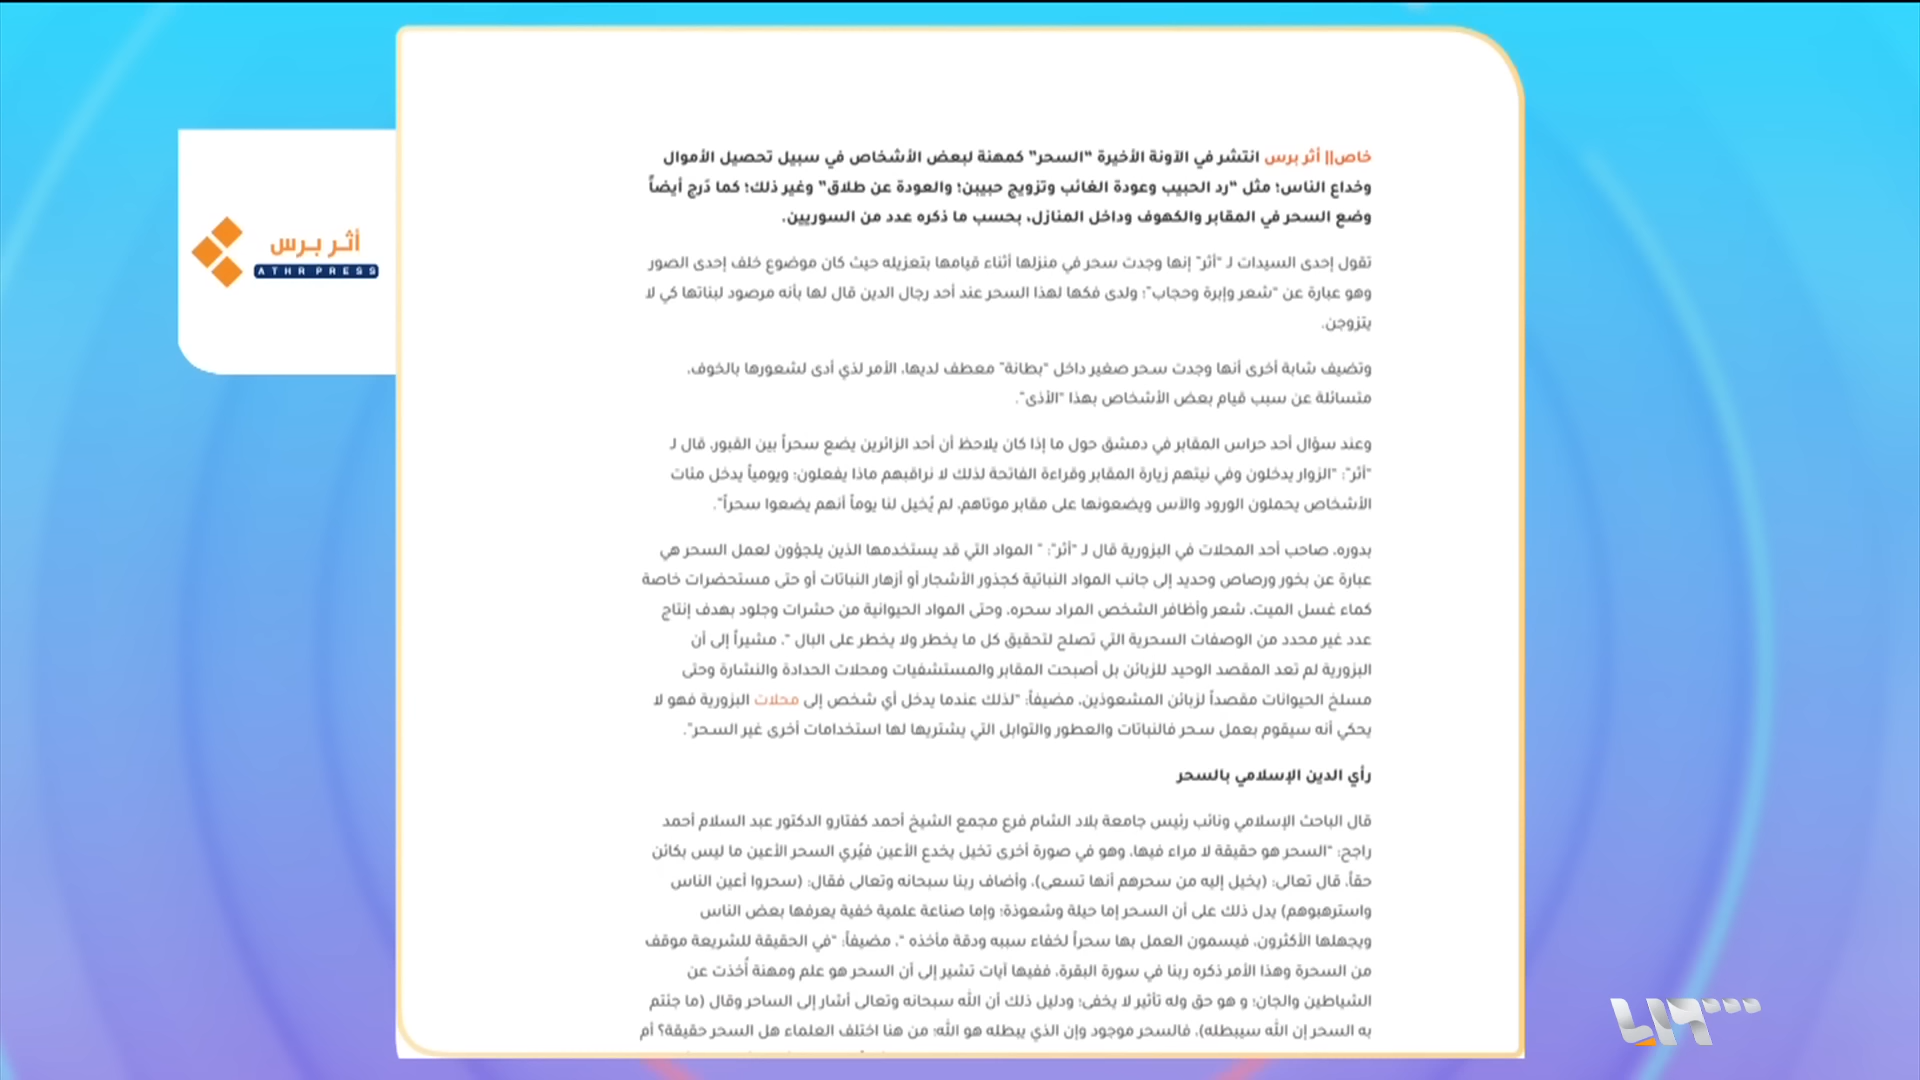 أثر برس
ATHR PRESS
خاص|| أثر برس انتشر في الآونة الأخيرة “السحر” كمهنة لبعض الأشخاص في سبيل تحصيل الأموال
وخداع الناس؛ مثل “رد الحبيب وعودة الغائب وتزويج حبيبن؛ والعودة عن طلاق” وغير ذلك؛ كما دَرج أيضاً
وضع السحر في المقابر والكهوف وداخل المنازل، بحسب ما ذكره عدد من السوريين.
تقول إحدى السيدات لـ “أثر” إنها وجدت سحر في منزلها أثناء قيامها بتعزيله حيث كان موضوع خلف إحدى الصور
وهو عبارة عن “شعر وإبرة وحجاب”؛ ولدى فكها لهذا السحر عند أحد رجال الدين قال لها بأنه مرصود لبناتها كي لا
يتزوجن.
وتضيف شابة أخرى أنها وجدت سحر صغير داخل “بطانة” معطف لديها، الأمر لذي أدى لشعورها بالخوف،
متسائلة عن سبب قيام بعض الأشخاص بهذا “الأذى”.
وعند سؤال أحد حراس المقابر في دمشق حول ما إذا كان يلاحظ أن أحد الزائرين يضع سحراً بين القبور، قال لـ
“أثر”: “الزوار يدخلون وفي نيتهم زيارة المقابر وقراءة الفاتحة لذلك لا نراقبهم ماذا يفعلون؛ ويومياً يدخل مئات
الأشخاص يحملون الورود والآس ويضعونها على مقابر موتاهم، لم يُخيل لنا يوماً أنهم يضعوا سحراً”.
بدوره، صاحب أحد المحلات في البزورية قال لـ “أثر”: “ المواد التي قد يستخدمها الذين يلجؤون لعمل السحر هي
عبارة عن بخور ورصاص وحديد إلى جانب المواد النباتية كجذور الأشجار أو أزهار النباتات أو حتى مستحضرات خاصة
كماء غسل الميت، شعر وأظافر الشخص المراد سحره، وحتى المواد الحيوانية من حشرات وجلود بهدف إنتاج
عدد غير محدد من الوصفات السحرية التي تصلح لتحقيق كل ما يخطر ولا يخطر على البال “، مشيراً إلى أن
البزورية لم تعد المقصد الوحيد للزبائن بل أصبحت المقابر والمستشفيات ومحلات الحدادة والنشارة وحتى
مسلخ الحيوانات مقصداً لزبائن المشعوذين، مضيفاً: “لذلك عندما يدخل أي شخص إلى محلات البزورية فهو لا
يحكي أنه سيقوم بعمل سحر فالنباتات والعطور والتوابل التي يشتريها لها استخدامات أخرى غير السحر”.
رأي الدين الإسلامي بالسحر
قال الباحث الإسلامي ونائب رئيس جامعة بلاد الشام فرع مجمع الشيخ أحمد كفتارو الدكتور عبد السلام أحمد
راجح: “السحر هو حقيقة لا مراء فيها، وهو في صورة أخرى تخيل يخدع الأعين فيُري السحر الأعين ما ليس بكائن
حقاً، قال تعالى: (يخيل إليه من سحرهم أنها تسعى)، وأضاف ربنا سبحانه وتعالى فقال: (سحروا أعين الناس
واسترهبوهم) يدل ذلك على أن السحر إما حيلة وشعوذة؛ وإما صناعة علمية خفية يعرفها بعض الناس
ويجهلها الأكثرون، فيسمون العمل بها سحراً لخفاء سببه ودقة مأخذه “، مضيفاً: “في الحقيقة للشريعة موقف
من السحرة وهذا الأمر ذكره ربنا في سورة البقرة، ففيها آيات تشير إلى أن السحر هو علم ومهنة أُخذت عن
الشياطين والجان؛ و هو حق وله تأثير لا يخفى؛ ودليل ذلك أن الله سبحانه وتعالى أشار إلى الساحر وقال (ما جئتم
به السحر إن الله سيبطله)، فالسحر موجود وإن الذي يبطله هو الله؛ من هنا اختلف العلماء هل السحر حقيقة؟ أم